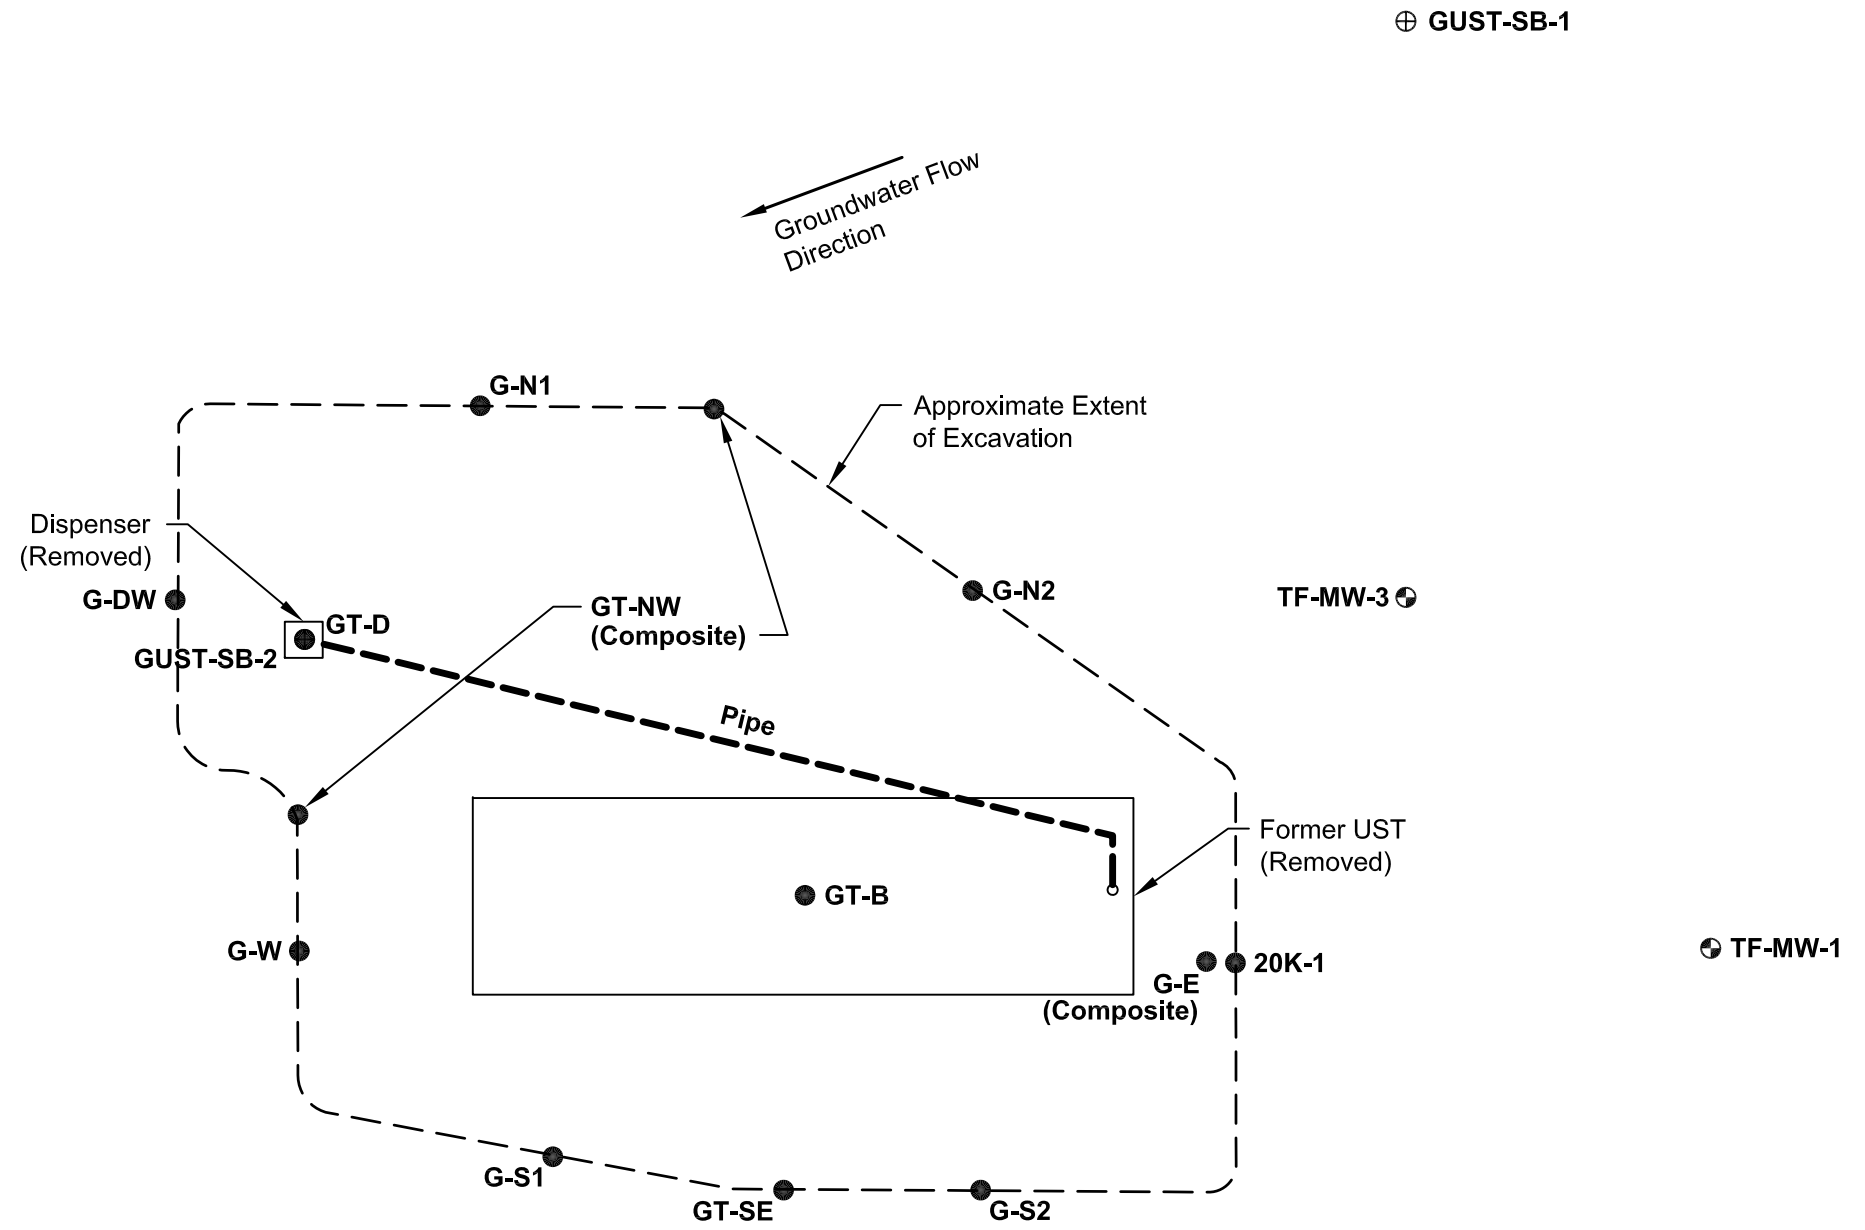 GUST-SB-1
Groundwater Flow
Direction
G-N1
Approximate Extent
of Excavation
Dispenser
(Removed)
G-DW
GT-D
GUST-SB-2
GT-NW
(Composite)
G-N2
TF-MW-3
Pipe
Former UST
(Removed)
GT-B
G-W
TF-MW-1
20K-1
G-E
(Composite)
G-S1
GT-SE
G-S2